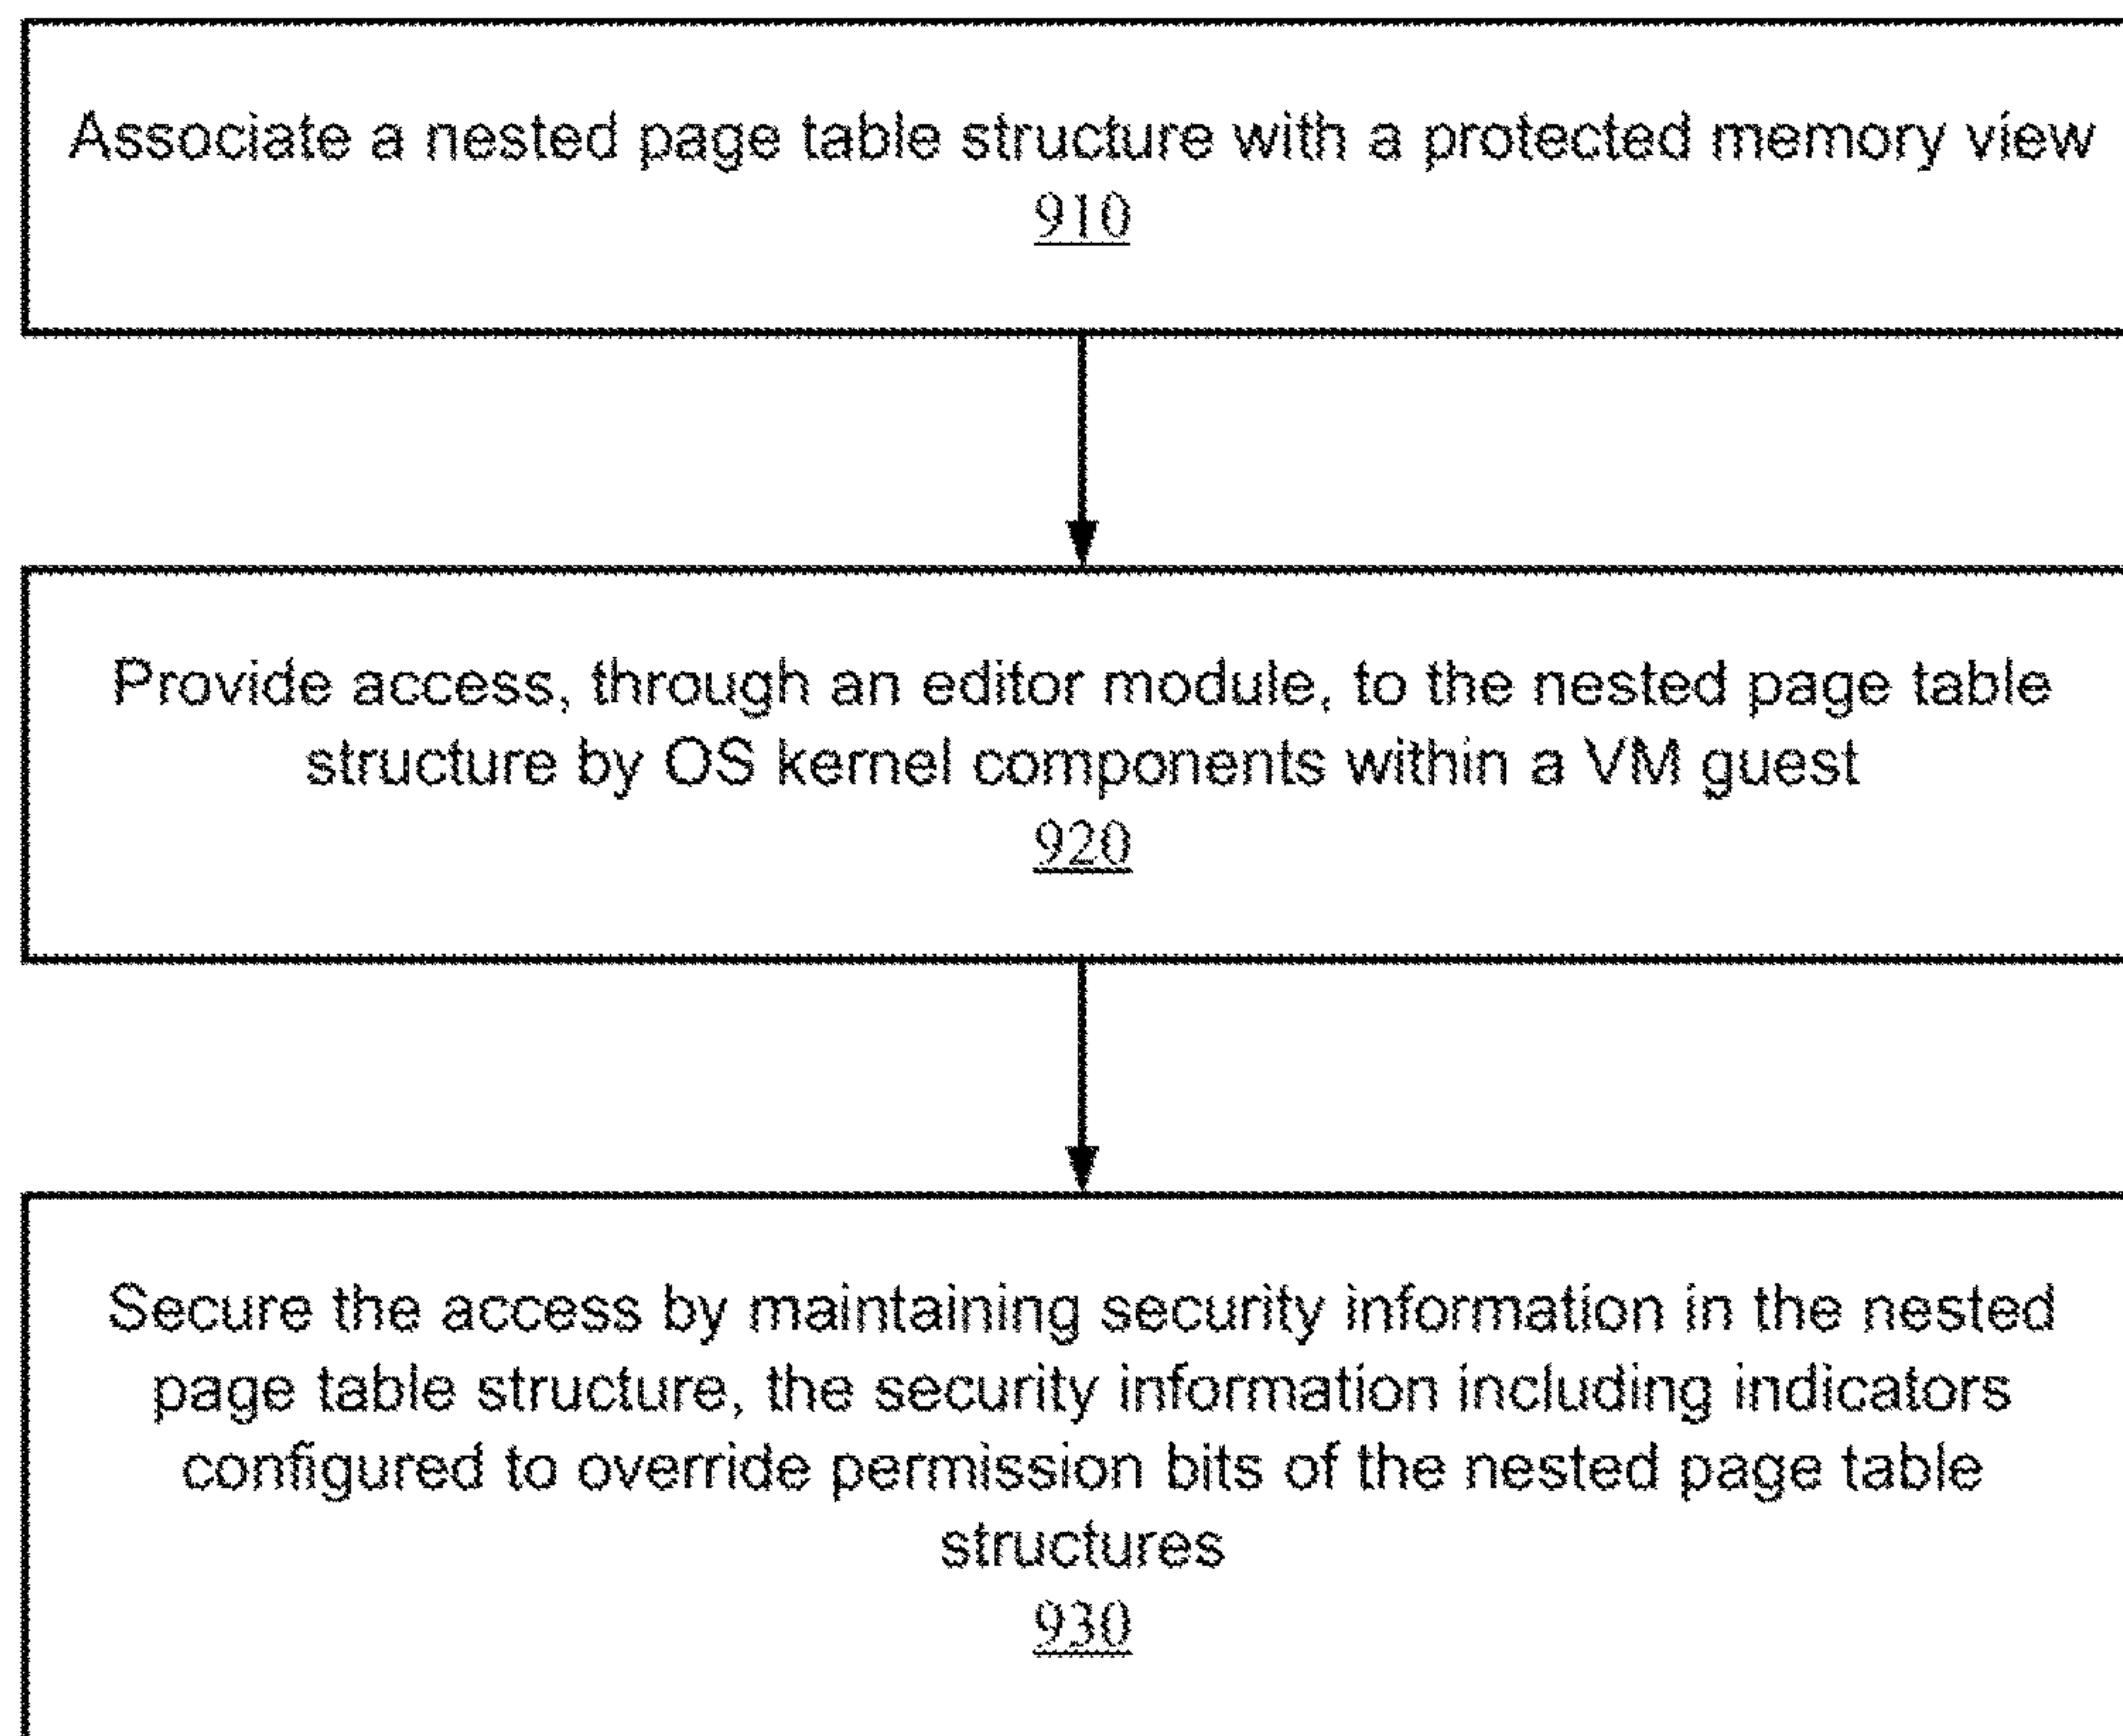 Associate a nested page table structure with a protected memory view
910
Provide access, through an editor module, to the nested page table
structure by OS kernel components within a VM guest
920
Secure the access by maintaining security information in the nested
page table structure, the security information including indicators
configured to override permission bits of the nested page table
structures
930